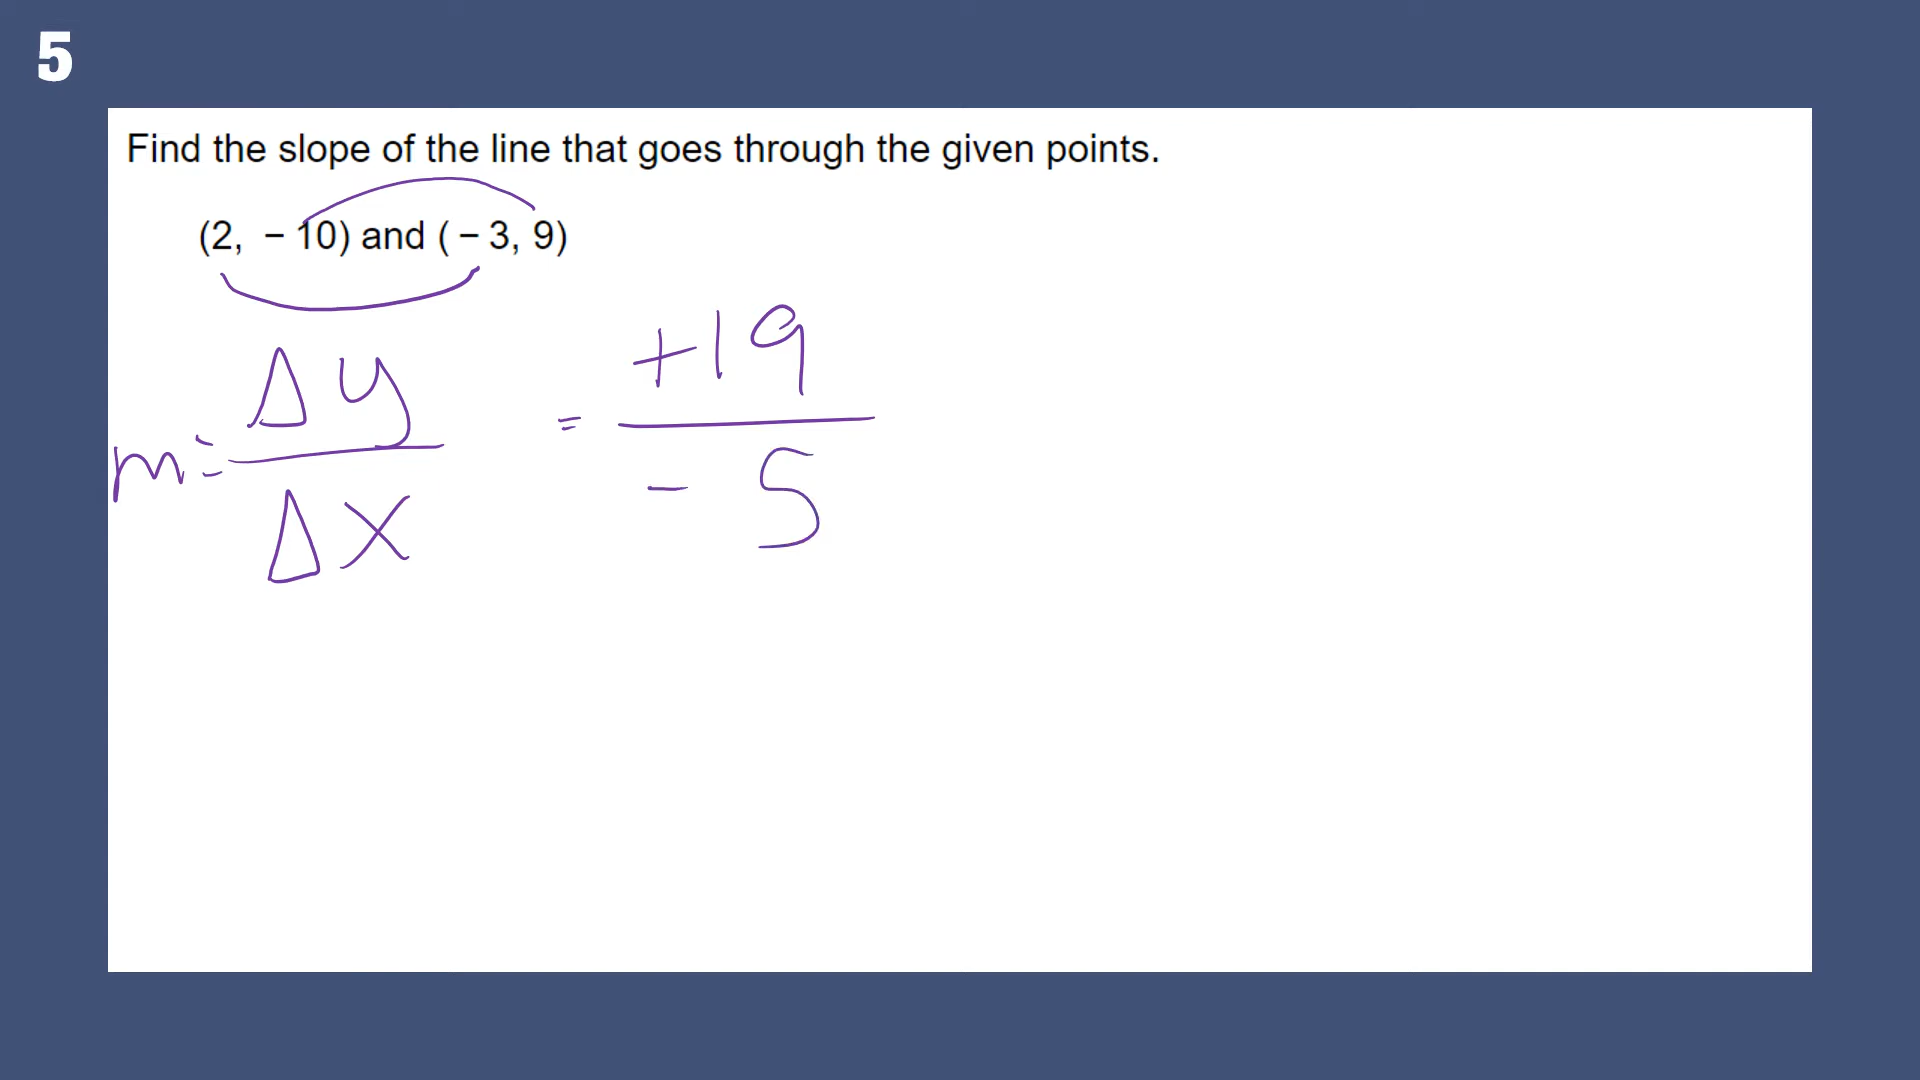 5
Find the slope of the line that goes through the given points.
(2, − 10) and ( − 3, 9)
m = Δy / Δx = +19 / - 5